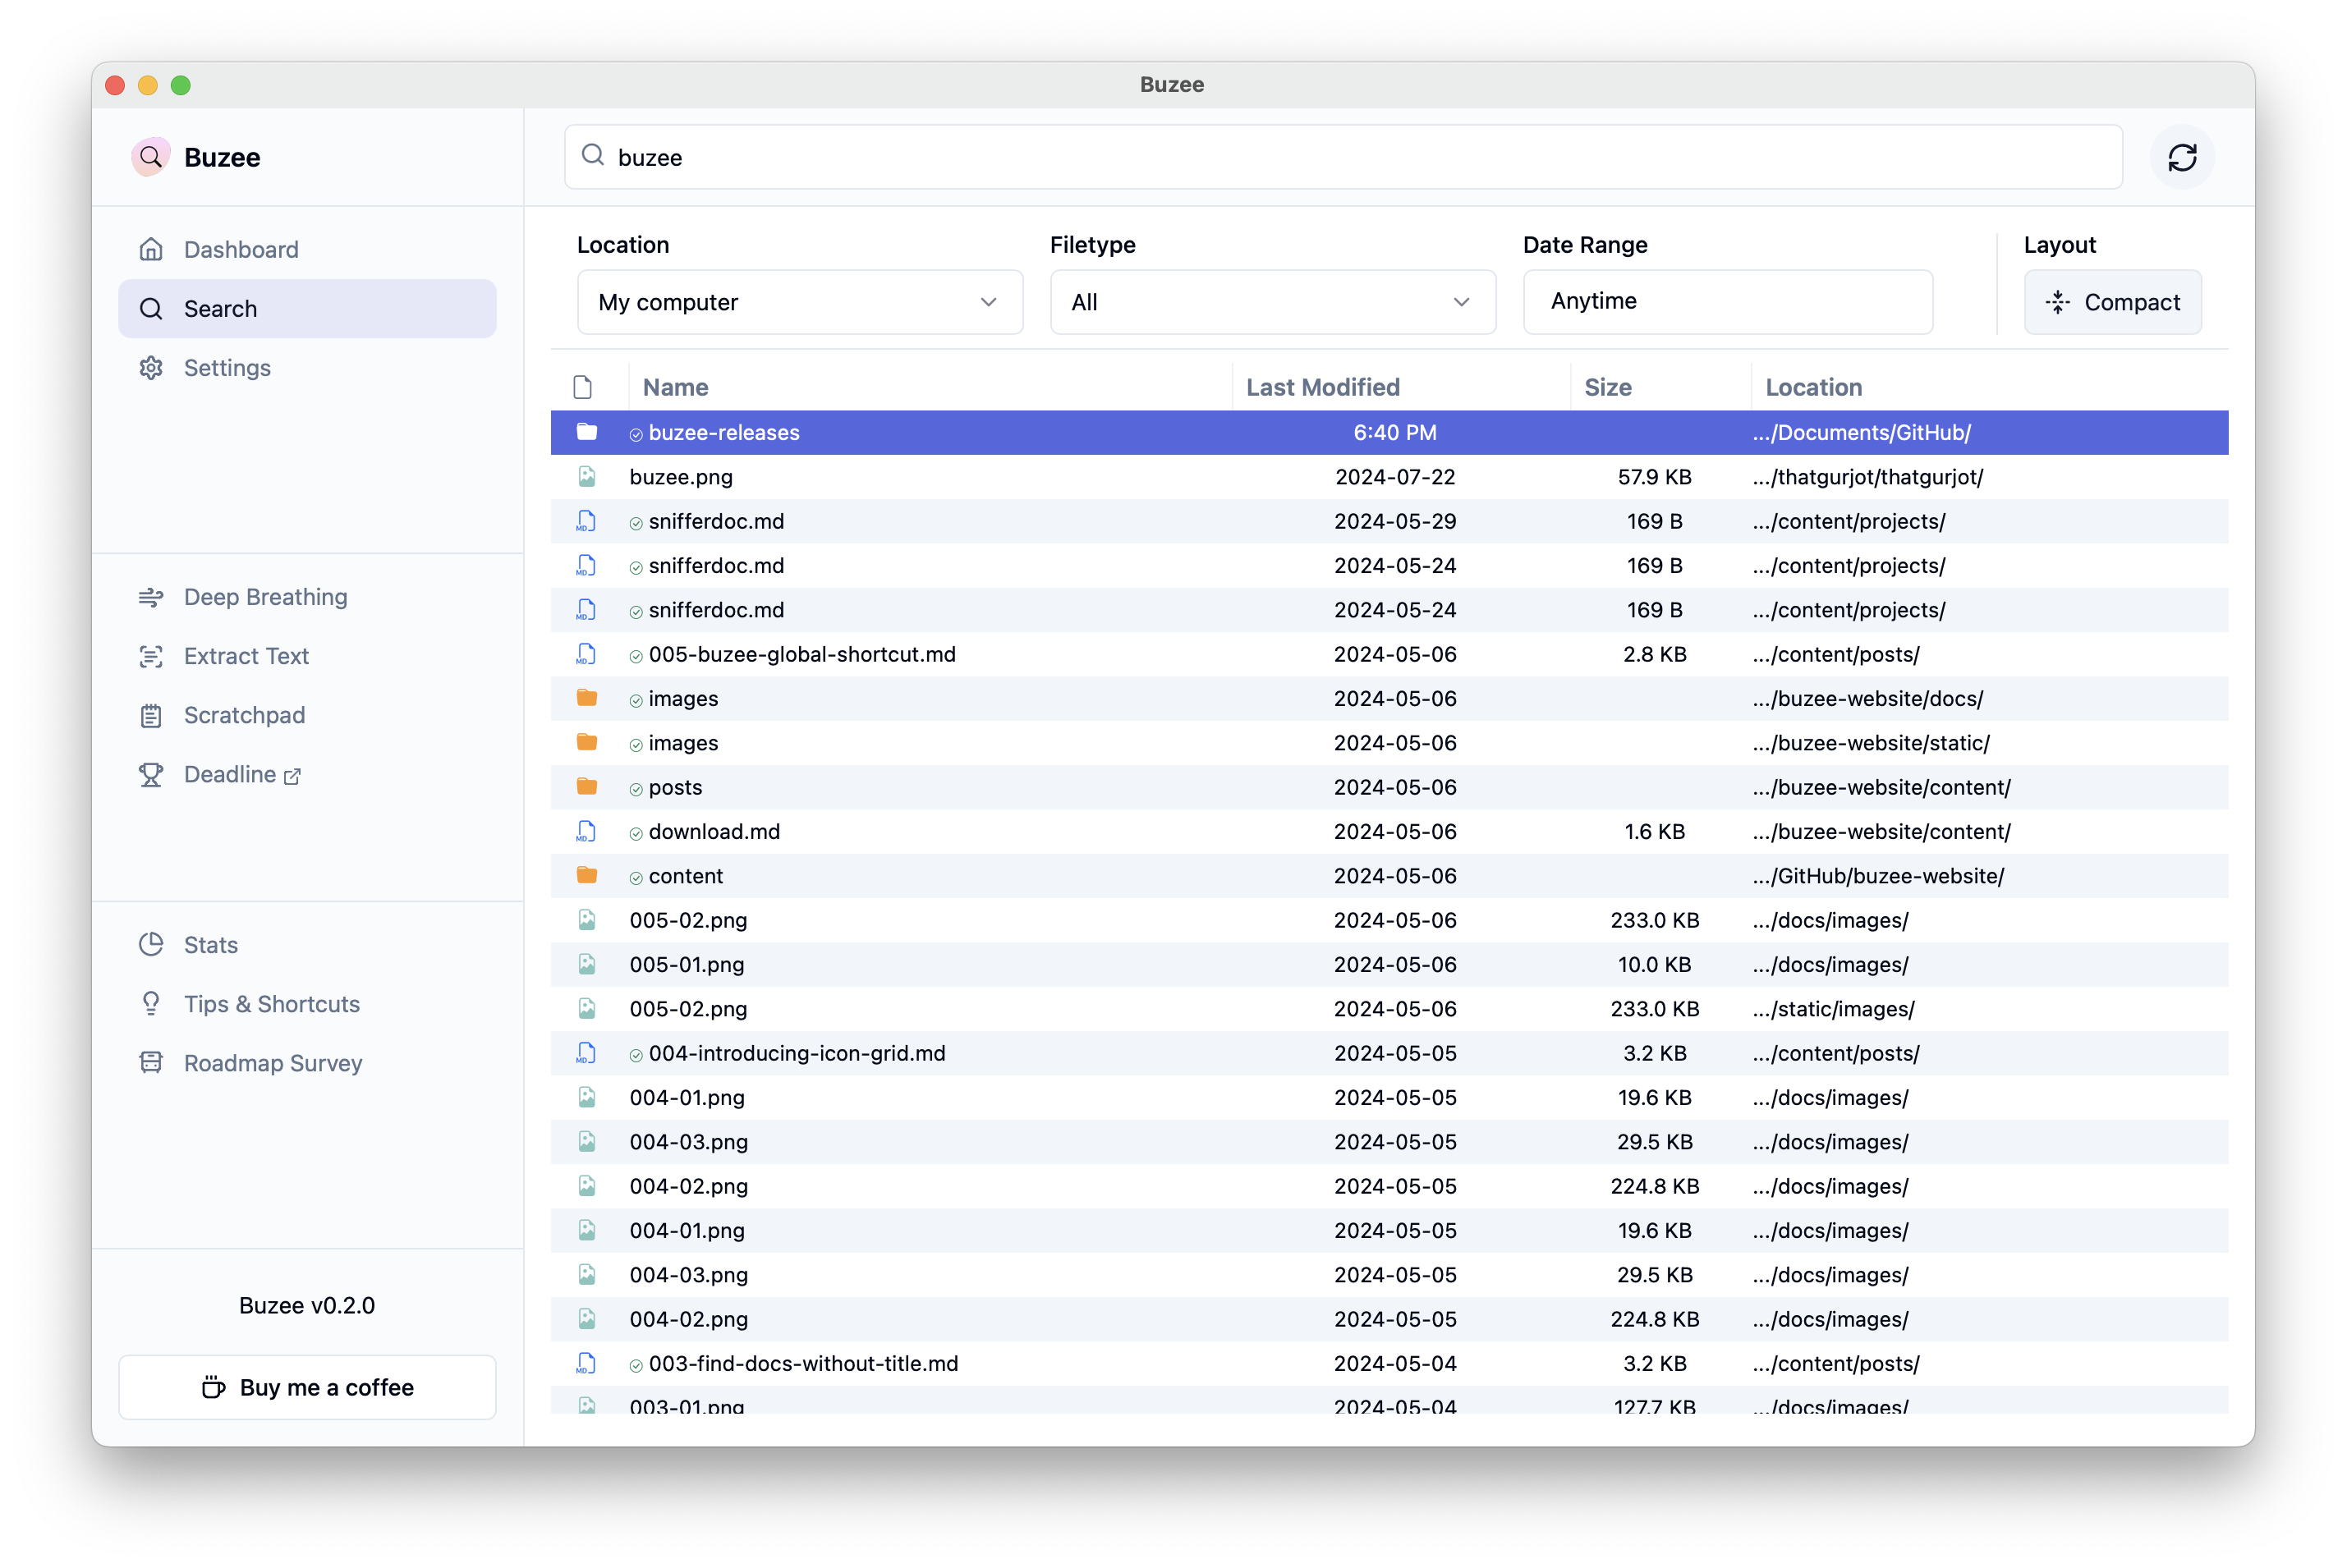 Buzee
Buzee
buzee
Dashboard
Search
Settings
Deep Breathing
Extract Text
Scratchpad
Deadline
Stats
Tips & Shortcuts
Roadmap Survey
Buzee v0.2.0
Buy me a coffee
Location Filetype Date Range Layout
My computer All Anytime Compact
Name Last Modified Size Location
buzee-releases 6:40 PM .../Documents/GitHub/
buzee.png 2024-07-22 57.9 KB .../thatgurjot/thatgurjot/
MD snifferdoc.md 2024-05-29 169 B .../content/projects/
MD snifferdoc.md 2024-05-24 169 B .../content/projects/
MD snifferdoc.md 2024-05-24 169 B .../content/projects/
MD 005-buzee-global-shortcut.md 2024-05-06 2.8 KB .../content/posts/
images 2024-05-06 .../buzee-website/docs/
images 2024-05-06 .../buzee-website/static/
posts 2024-05-06 .../buzee-website/content/
MD download.md 2024-05-06 1.6 KB .../buzee-website/content/
content 2024-05-06 .../GitHub/buzee-website/
005-02.png 2024-05-06 233.0 KB .../docs/images/
005-01.png 2024-05-06 10.0 KB .../docs/images/
005-02.png 2024-05-06 233.0 KB .../static/images/
MD 004-introducing-icon-grid.md 2024-05-05 3.2 KB .../content/posts/
004-01.png 2024-05-05 19.6 KB .../docs/images/
004-03.png 2024-05-05 29.5 KB .../docs/images/
004-02.png 2024-05-05 224.8 KB .../docs/images/
004-01.png 2024-05-05 19.6 KB .../docs/images/
004-03.png 2024-05-05 29.5 KB .../docs/images/
004-02.png 2024-05-05 224.8 KB .../docs/images/
MD 003-find-docs-without-title.md 2024-05-04 3.2 KB .../content/posts/
003-01.png 2024-05-04 127.7 KB .../docs/images/